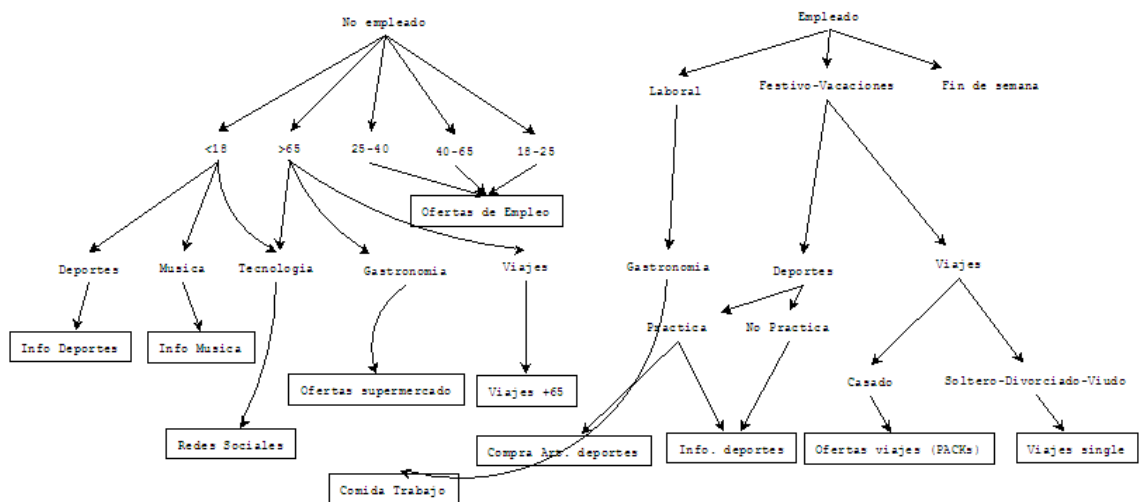 No empleado
Empleado
Laboral
Festivo-Vacaciones
Fin de semana
<18
>65
25-40
40-65
18-25
Ofertas de Empleo
Deportes
Musica
Tecnologia
Gastronomia
Viajes
Gastronomia
Deportes
Viajes
Info Deportes
Info Musica
Practica
No Practica
Ofertas supermercado
Viajes +65
Casado
Soltero-Divorciado-Viudo
Redes Sociales
Compra Art. deportes
Info. deportes
Ofertas viajes (PACKs)
Viajes single
Comida Trabajo